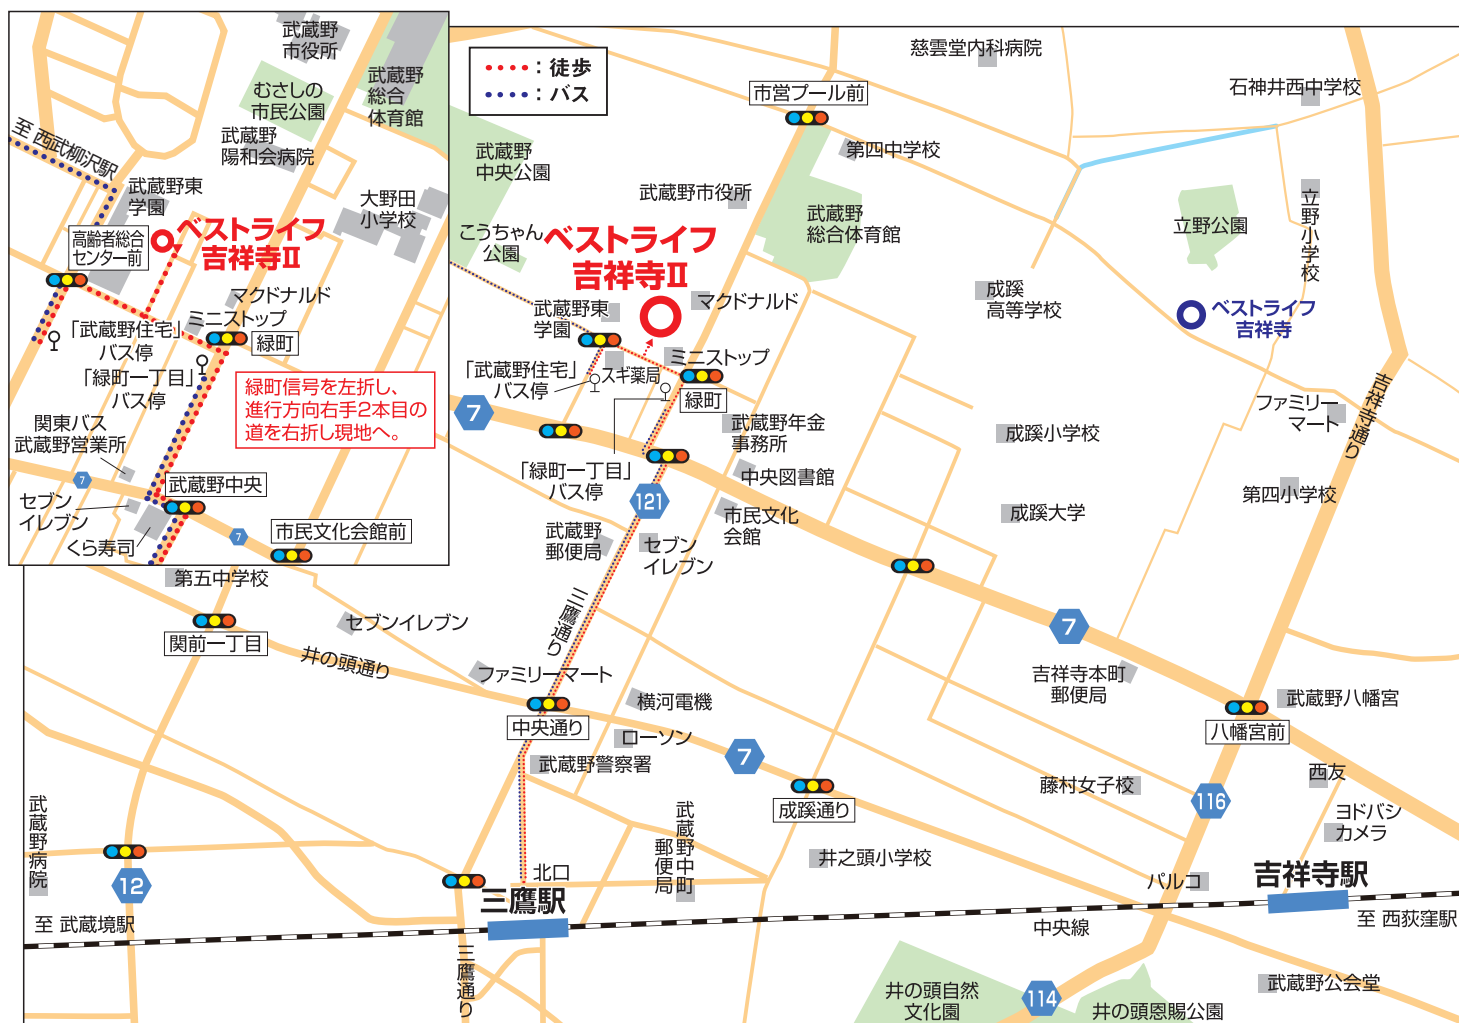 武蔵野
市役所
むさしの
市民公園
武蔵野
総合
体育館
武蔵野
陽和会病院
至 西武柳沢駅
武蔵野東
学園
大野田
小学校
高齢者総合
センター前
ベストライフ
吉祥寺II
マクドナルド
ミニストップ
緑町
「武蔵野住宅」
バス停
「緑町一丁目」
バス停
緑町信号を左折し、
進行方向右手2本目の
道を右折し現地へ。
関東バス
武蔵野営業所
7
武蔵野中央
セブン
イレブン
くら寿司
7
市民文化会館前
:徒歩
:バス
慈雲堂内科病院
市営プール前
石神井西中学校
武蔵野
中央公園
第四中学校
武蔵野市役所
武蔵野
総合体育館
立野公園
立野小学校
こうちゃん
公園
ベストライフ
吉祥寺II
成蹊
高等学校
マクドナルド
武蔵野東
学園
ベストライフ
吉祥寺
ミニストップ
「武蔵野住宅」
バス停
スギ薬局
緑町
7
武蔵野年金
事務所
吉祥寺通り
ファミリー
マート
成蹊小学校
「緑町一丁目」
バス停
中央図書館
121
第四小学校
市民文化
会館
成蹊大学
武蔵野
郵便局
セブン
イレブン
第五中学校
三鷹通り
セブンイレブン
関前一丁目
7
井の頭通り
ファミリーマート
吉祥寺本町
郵便局
横河電機
武蔵野八幡宮
中央通り
ローソン
八幡宮前
7
武蔵野警察署
西友
藤村女子校
116
成蹊通り
武蔵野病院
武蔵野中町
郵便局
ヨドバシ
カメラ
井之頭小学校
12
北口
三鷹駅
パルコ
吉祥寺駅
至 武蔵境駅
中央線
至 西荻窪駅
三鷹通り
井の頭自然
文化園
114
武蔵野公会堂
井の頭恩賜公園